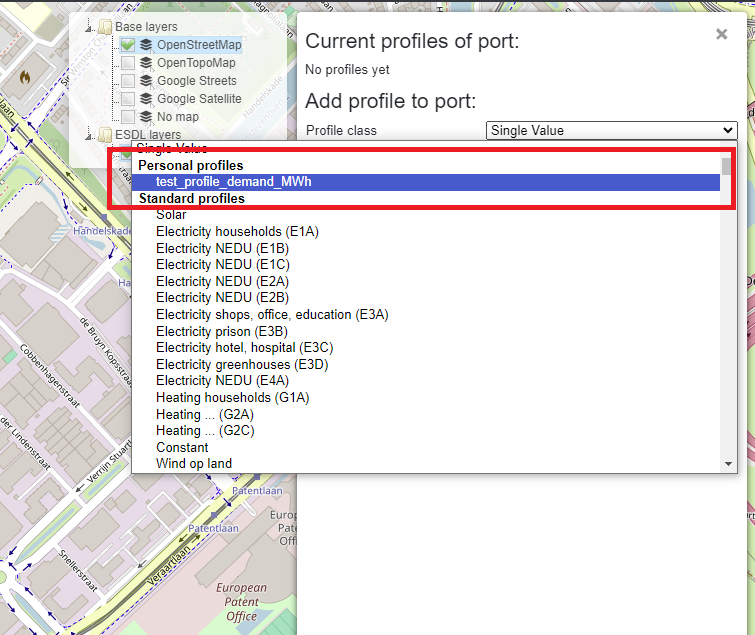 Base layers
OpenStreetMap
OpenTopoMap
Google Streets
Google Satellite
No map
ESDL layers
Current profiles of port:
×
No profiles yet
Add profile to port:
Profile class
Single Value
Single Value
Personal profiles
test_profile_demand_MWh
Standard profiles
Solar
Electricity households (E1A)
Electricity NEDU (E1B)
Electricity NEDU (E1C)
Electricity NEDU (E2A)
Electricity NEDU (E2B)
Electricity shops, office, education (E3A)
Electricity prison (E3B)
Electricity hotel, hospital (E3C)
Electricity greenhouses (E3D)
Electricity NEDU (E4A)
Heating households (G1A)
Heating ... (G2A)
Heating ... (G2C)
Constant
Wind op land
Handelskade
Handelskade
de Bruyn Kopsstraat
Cobbenhagenstraat
der Lindenstraat
Verrijn Stuart
Snellerstraat
Veraartlaan
Patentlaan
Patentlaan
European
Patent
Office